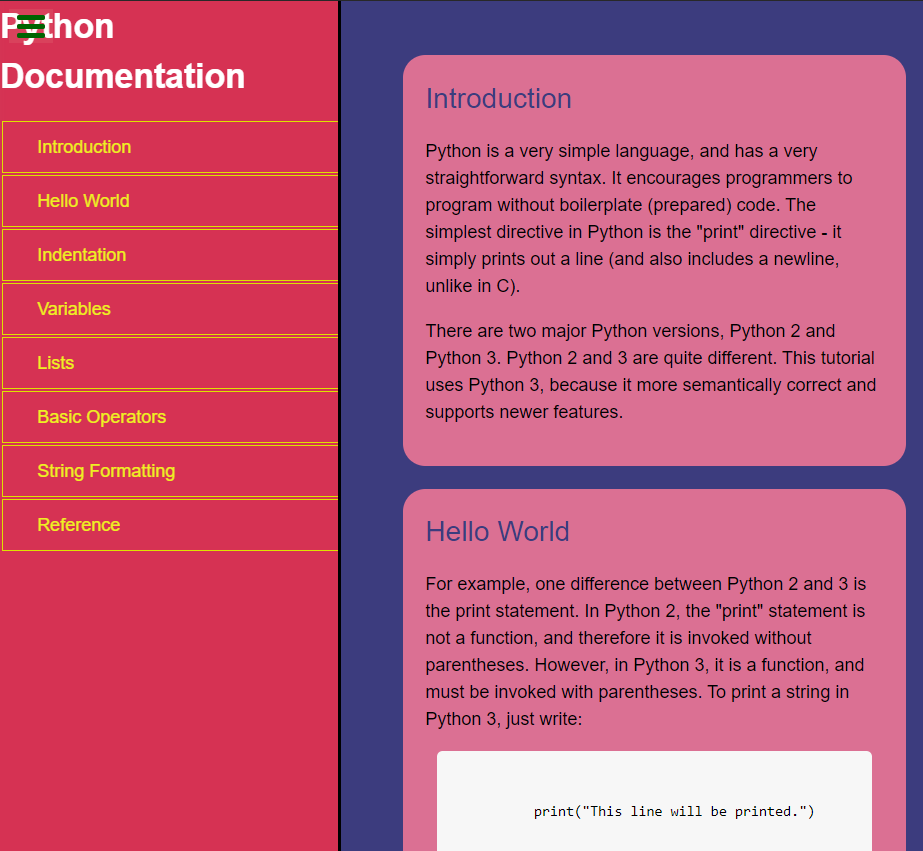 Python
Documentation
Introduction
Hello World
Indentation
Variables
Lists
Basic Operators
String Formatting
Reference
Introduction
Python is a very simple language, and has a very
straightforward syntax. It encourages programmers to
program without boilerplate (prepared) code. The
simplest directive in Python is the "print" directive - it
simply prints out a line (and also includes a newline,
unlike in C).
There are two major Python versions, Python 2 and
Python 3. Python 2 and 3 are quite different. This tutorial
uses Python 3, because it more semantically correct and
supports newer features.
Hello World
For example, one difference between Python 2 and 3 is
the print statement. In Python 2, the "print" statement is
not a function, and therefore it is invoked without
parentheses. However, in Python 3, it is a function, and
must be invoked with parentheses. To print a string in
Python 3, just write:
print("This line will be printed.")